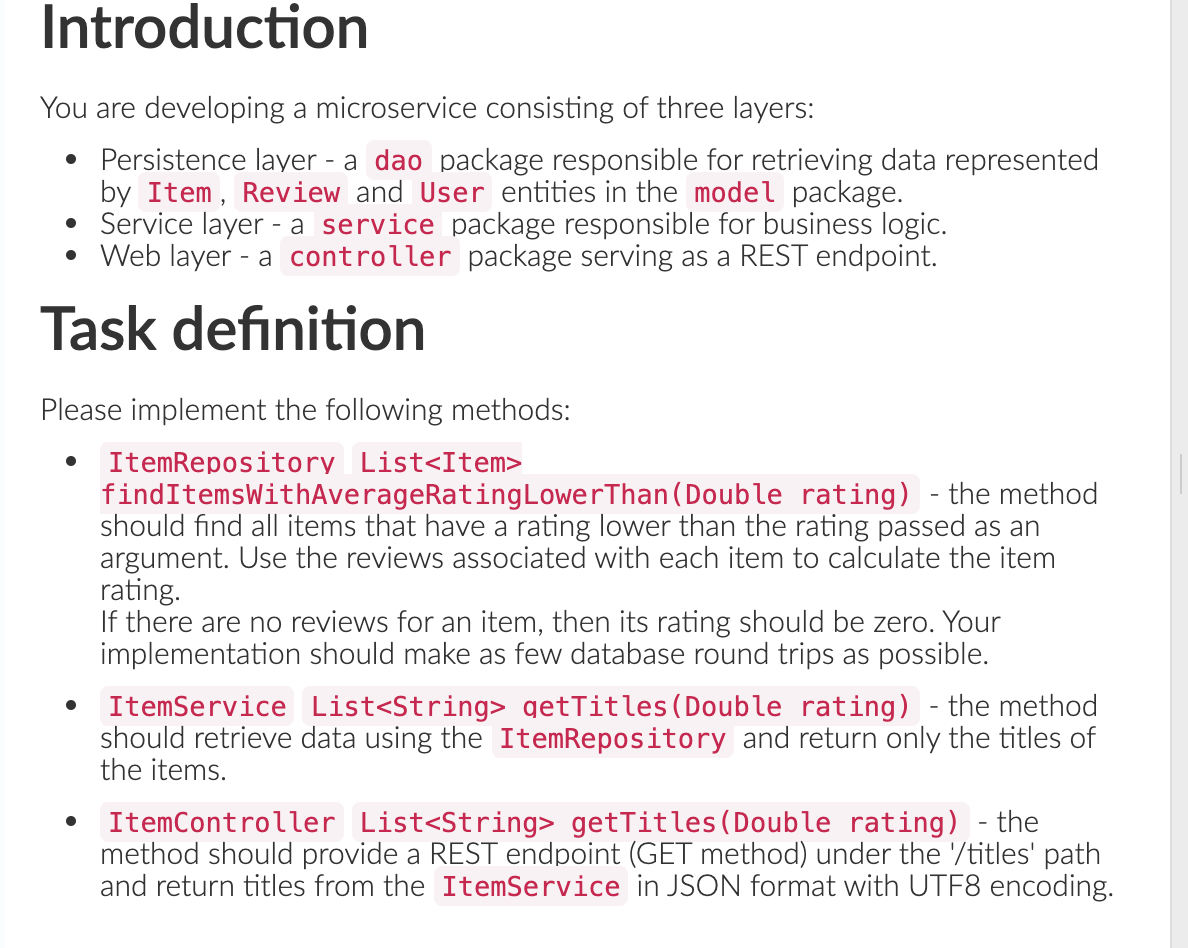 Introduction
You are developing a microservice consisting of three layers:
Persistence layer - a dao package responsible for retrieving data represented
by Item, Review and User entities in the model package.
Service layer - a service package responsible for business logic.
Web layer - a controller package serving as a REST endpoint.
Task definition
Please implement the following methods:
ItemRepository List<Item>
findItemsWithAverageRatingLowerThan(Double rating) - the method
should find all items that have a rating lower than the rating passed as an
argument. Use the reviews associated with each item to calculate the item
rating.
If there are no reviews for an item, then its rating should be zero. Your
implementation should make as few database round trips as possible.
ItemService List<String> getTitles(Double rating) - the method
should retrieve data using the ItemRepository and return only the titles of
the items.
ItemController List<String> getTitles(Double rating) - the
method should provide a REST endpoint (GET method) under the '/titles' path
and return titles from the ItemService in JSON format with UTF8 encoding.